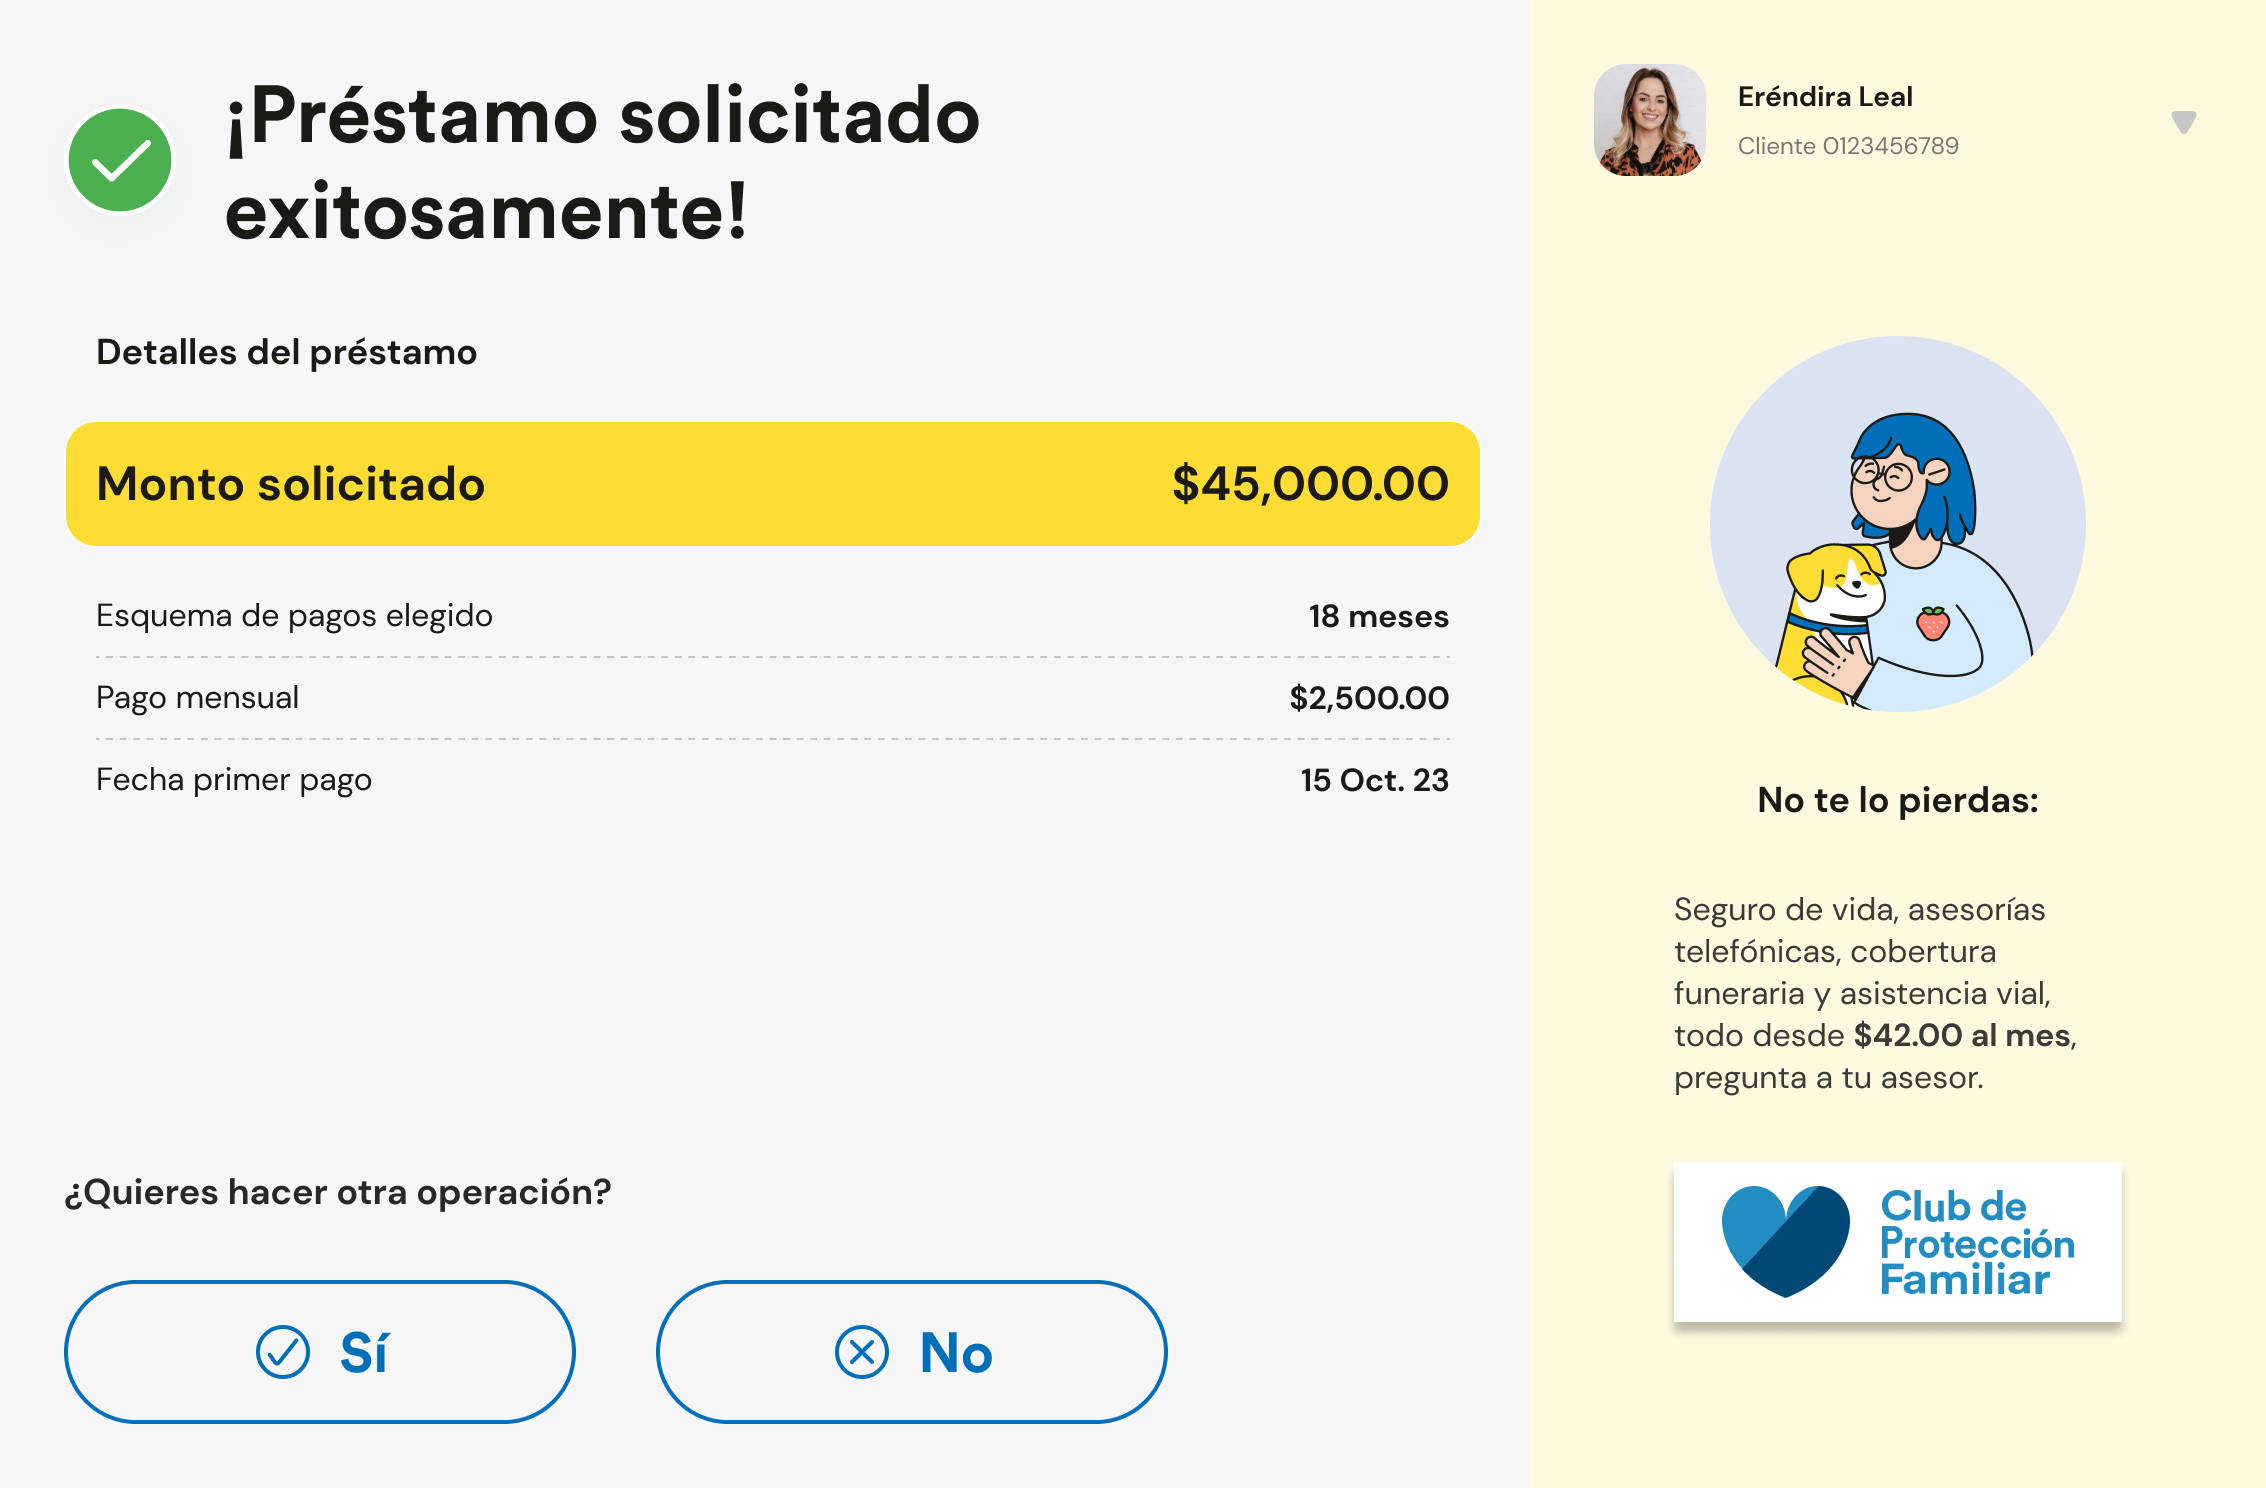 ¡Préstamo solicitado
exitosamente!
Detalles del préstamo
Monto solicitado $45,000.00
Esquema de pagos elegido 18 meses
Pago mensual $2,500.00
Fecha primer pago 15 Oct. 23
¿Quieres hacer otra operación?
Sí No
Eréndira Leal
Cliente 0123456789
No te lo pierdas:
Seguro de vida, asesorías
telefónicas, cobertura
funeraria y asistencia vial,
todo desde $42.00 al mes,
pregunta a tu asesor.
Club de
Protección
Familiar